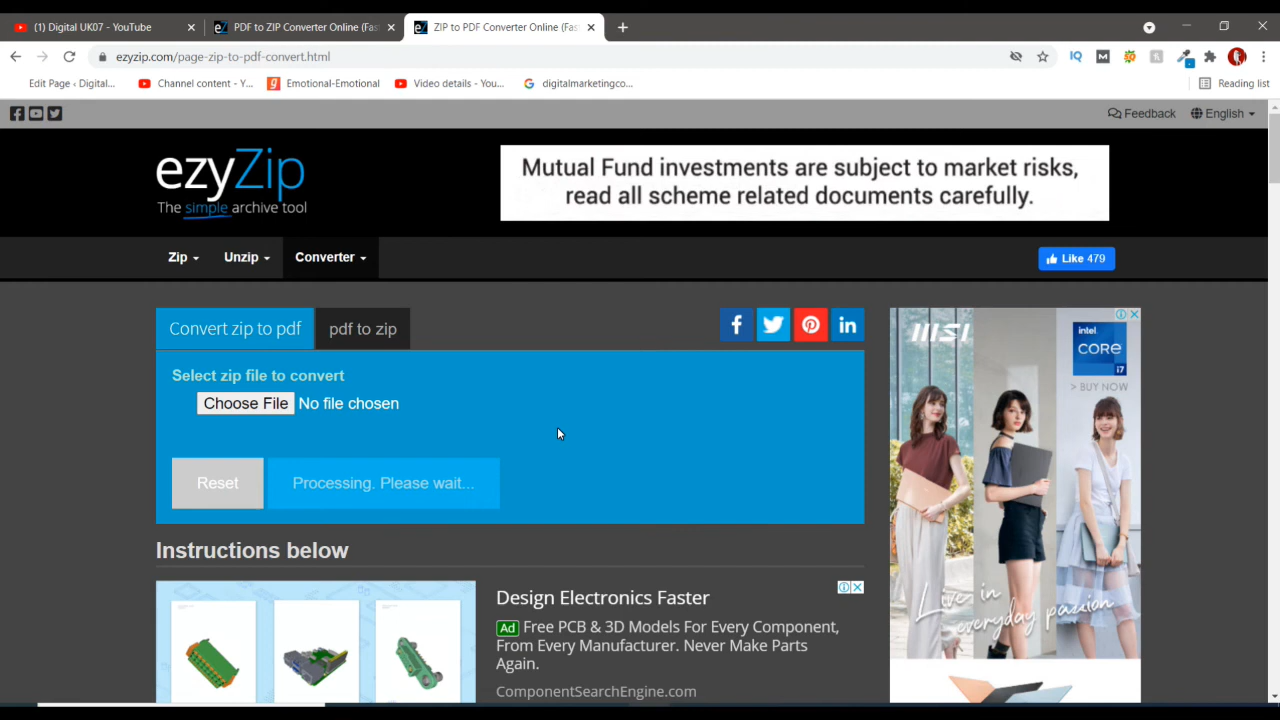 (1) Digital UK07 - YouTube
PDF to ZIP Converter Online (Fas
ZIP to PDF Converter Online (Fas
ezyzip.com/page-zip-to-pdf-convert.html
Edit Page ‹ Digital...
Channel content - Y...
Emotional-Emotional
Video details - You...
digitalmarketingco...
Reading list
Feedback
English
ezyZip
The simple archive tool
Mutual Fund investments are subject to market risks,
read all scheme related documents carefully.
Zip
Unzip
Converter
Like 479
Convert zip to pdf
pdf to zip
Select zip file to convert
Choose File No file chosen
Reset
Processing. Please wait...
Instructions below
Design Electronics Faster
Ad Free PCB & 3D Models For Every Component,
From Every Manufacturer. Never Make Parts
Again.
ComponentSearchEngine.com
msi
intel
CORE
i7
> BUY NOW
Live in
everyday passion